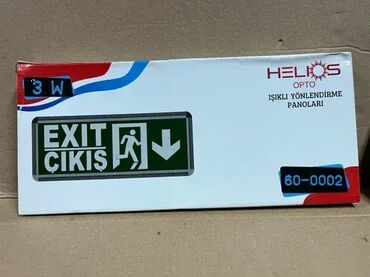 3 W
HELIOS
OPTO
IŞIKLI YÖNLENDİRME
PANOLARI
EXIT
ÇIKIŞ
60-0002